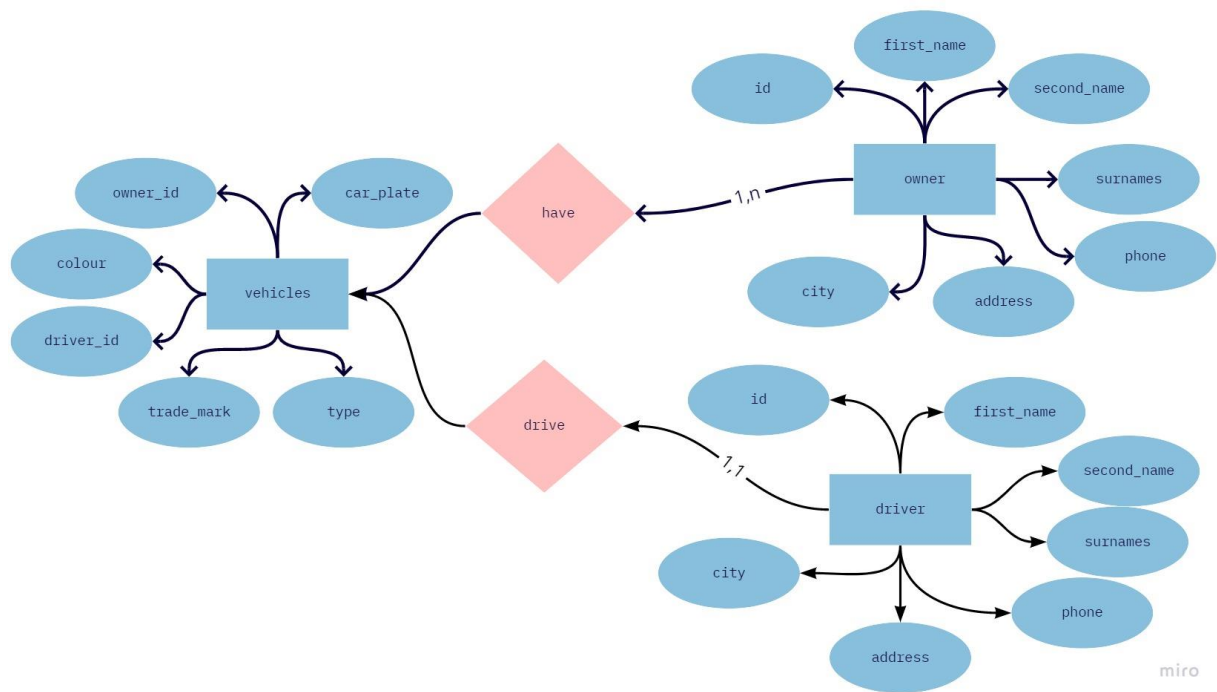 first_name
id
second_name
owner_id
car_plate
owner
surnames
1,n
have
colour
vehicles
phone
city
address
driver_id
trade_mark
type
drive
id
first_name
1,1
second_name
driver
surnames
city
phone
address
miro